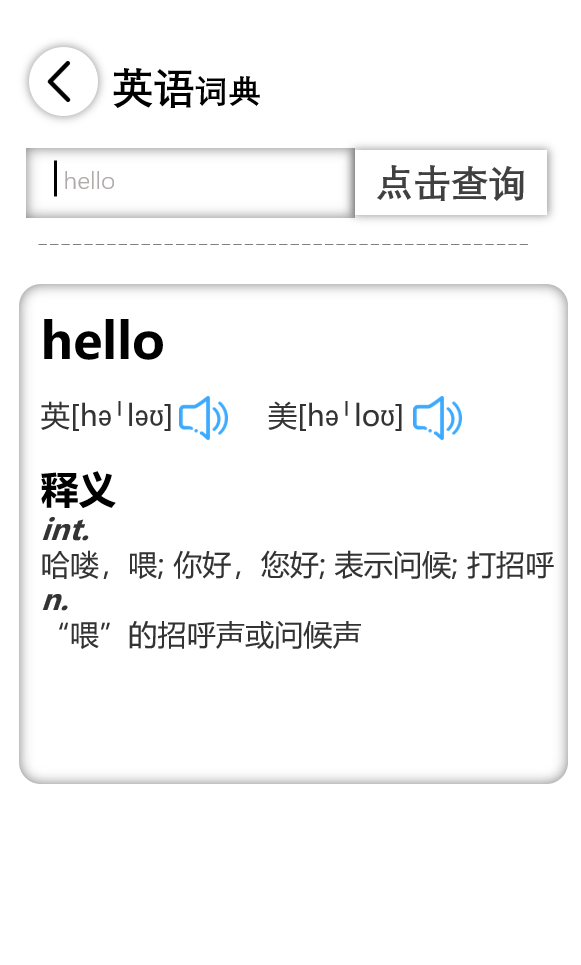 英语词典
hello
点击查询
hello
英[həˈləʊ] 美[həˈloʊ]
释义
int.
哈喽，喂; 你好，您好; 表示问候; 打招呼
n.
“喂”的招呼声或问候声